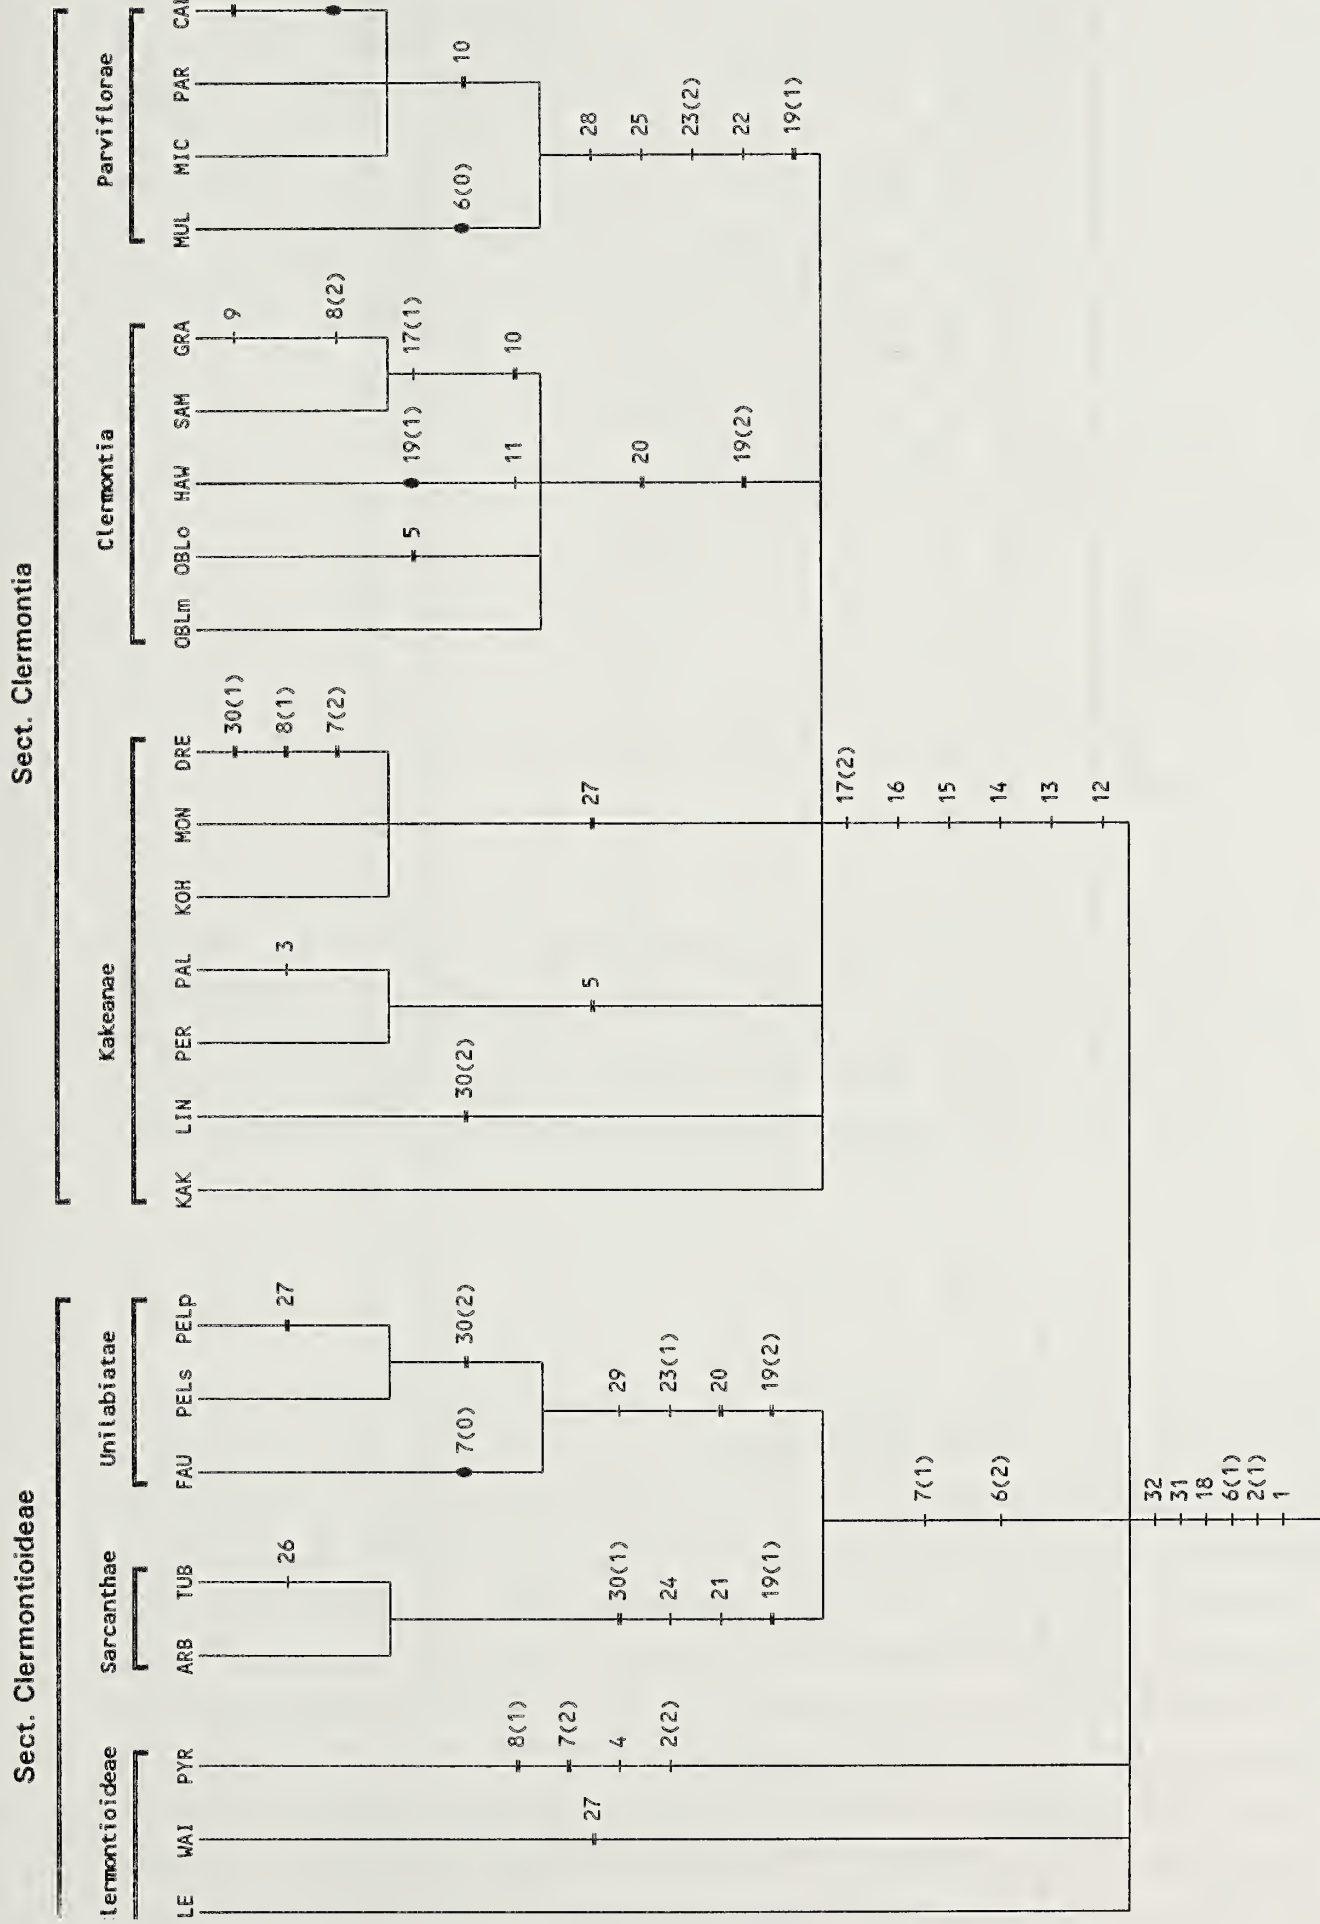 Sect. Clermontioideae Sect. Clermontia
lermontioideae Sarcanthae Unilabiatae Kakeanae Clermontia Parviflorae
LE WAI PYR ARB TUB FAU PELs PELp KAK LIN PER PAL KOH MON DRE OBLm OBLo HAW SAM GRA MUL MIC PAR
30(1) 9
26 27 3 8(1)
7(2) 8(2)
5 19(1) 17(1)
7(0) 30(2) 30(2) 6(0) 10
8(1) 11 10
7(2)
27 5 27 28
4 30(1) 29
20 25
2(2) 24 23(1)
23(2)
21 20
19(2) 22
19(1) 19(2)
19(1)
17(2)
16
7(1)
15
6(2) 14
13
12
32
31
18
6(1)
2(1)
1